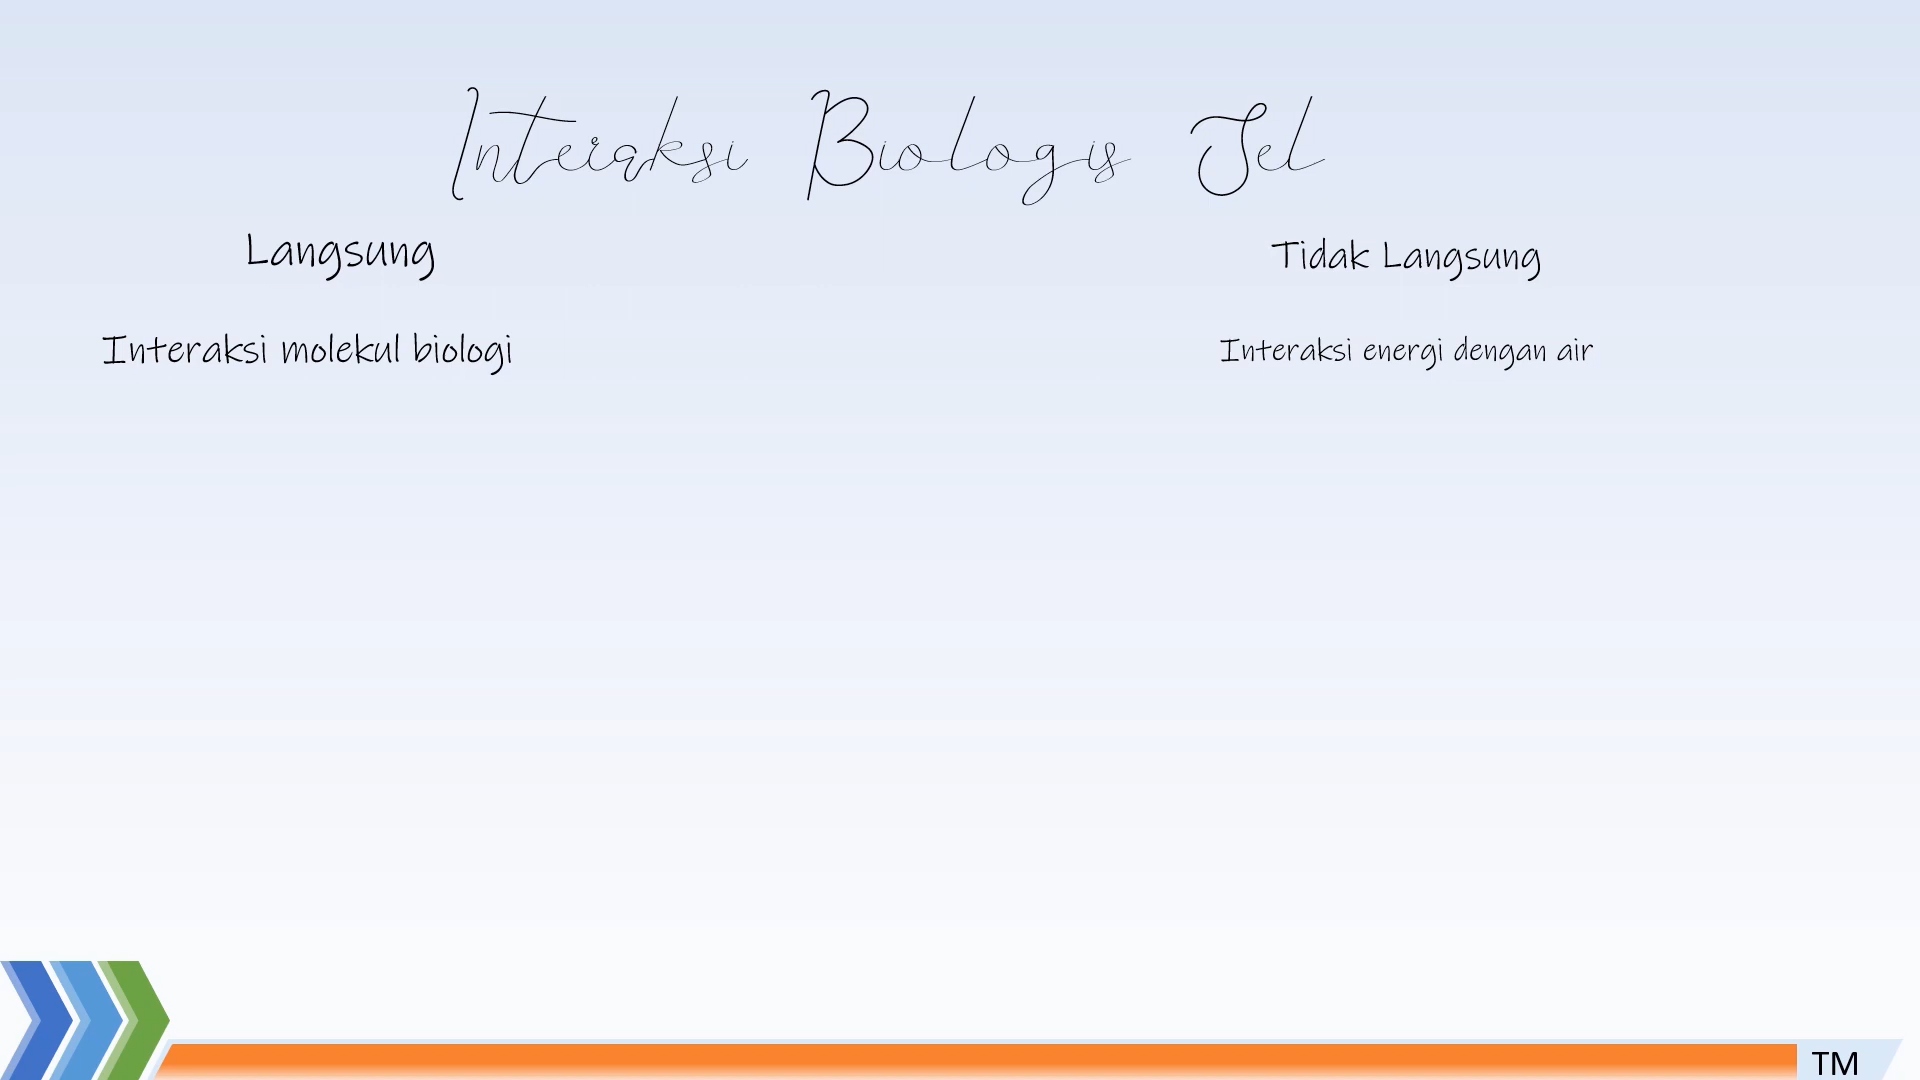 Interaksi Biologis Sel
Langsung
Tidak Langsung
Interaksi molekul biologi
Interaksi energi dengan air
TM